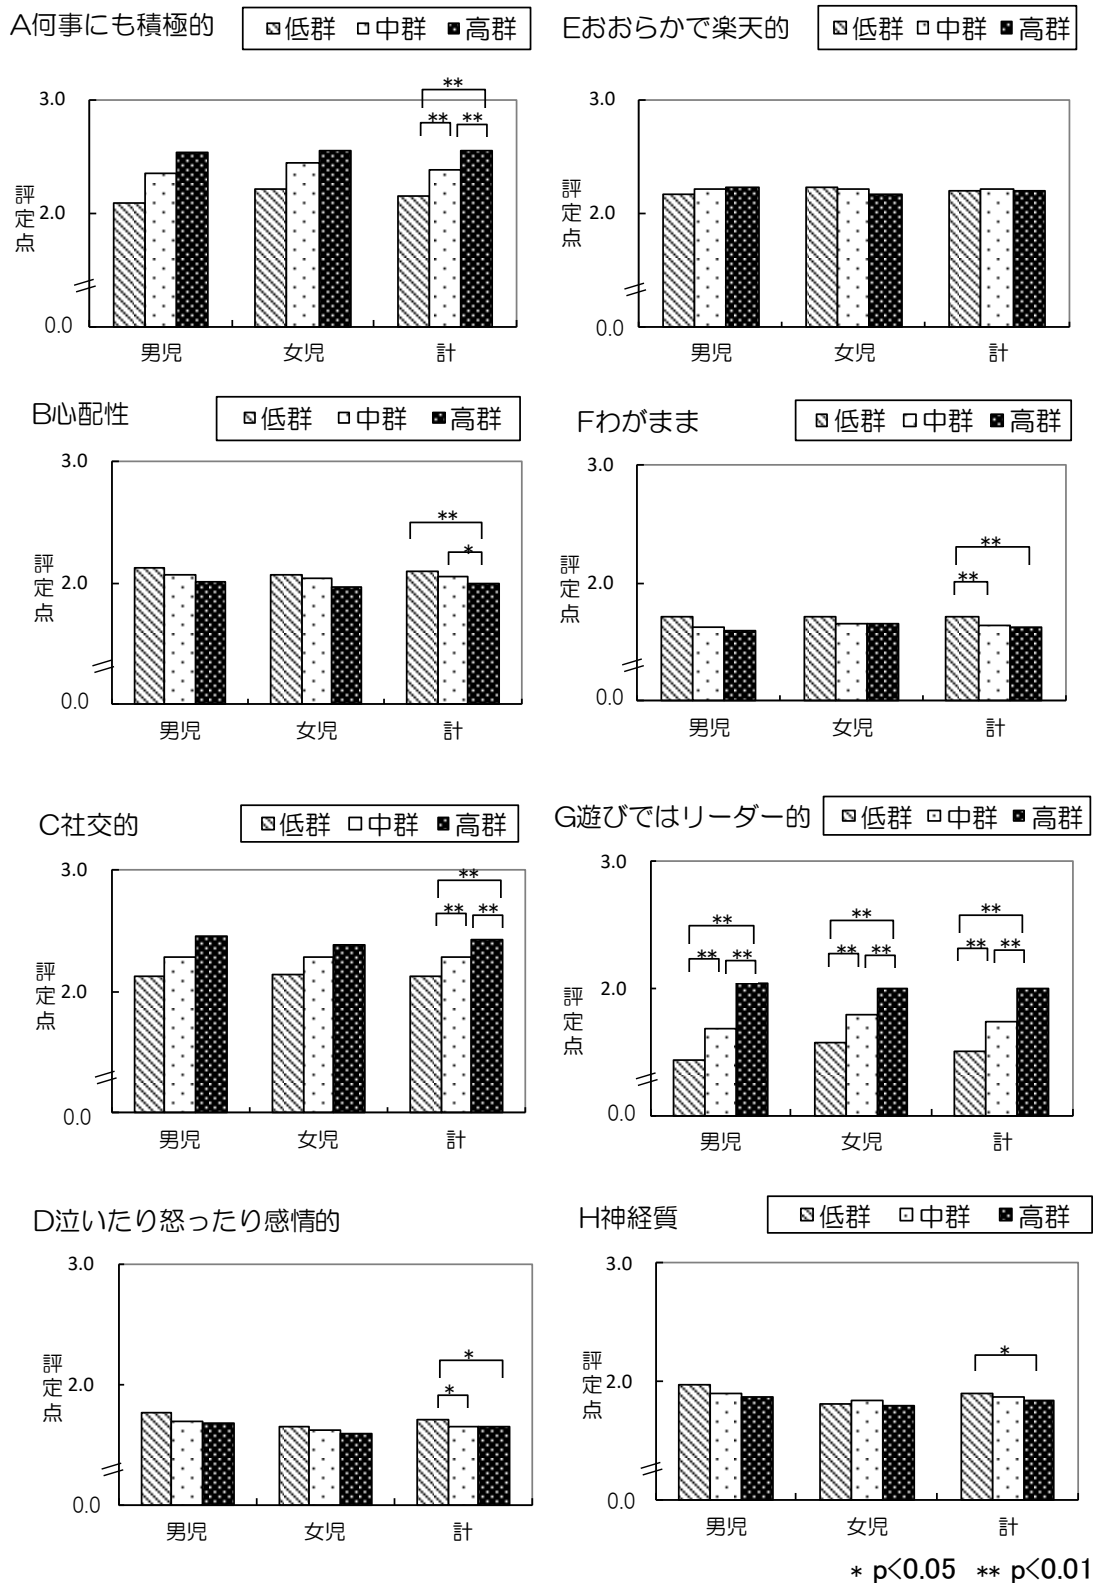 A何事にも積極的
低群 中群 高群
3.0
2.0
0.0
評定点
** ** **
男児 女児 計
Eおおらかで楽天的
低群 中群 高群
3.0
2.0
0.0
評定点
男児 女児 計
B心配性
低群 中群 高群
3.0
2.0
0.0
評定点
** *
男児 女児 計
Fわがまま
低群 中群 高群
3.0
2.0
0.0
評定点
** **
男児 女児 計
C社交的
低群 中群 高群
3.0
2.0
0.0
評定点
** ** **
男児 女児 計
G遊びではリーダー的
低群 中群 高群
3.0
2.0
0.0
評定点
** ** **
** ** **
** ** **
男児 女児 計
D泣いたり怒ったり感情的
3.0
2.0
0.0
評定点
* *
男児 女児 計
H神経質
低群 中群 高群
3.0
2.0
0.0
評定点
*
男児 女児 計
* p<0.05 ** p<0.01